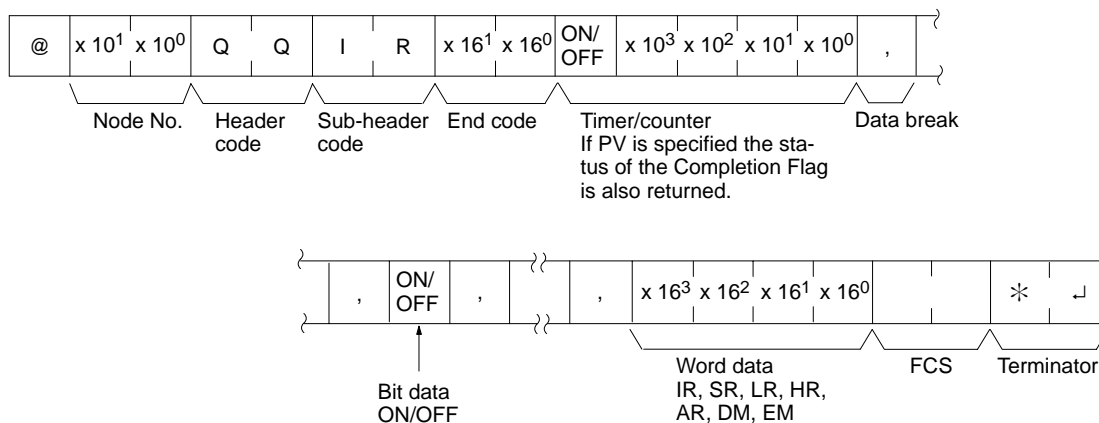 @ x 10¹ x 10⁰ Q Q I R x 16¹ x 16⁰ ON/ OFF x 10³ x 10² x 10¹ x 10⁰ ,
Node No.
Header
code
Sub-header
code
End code
Timer/counter
If PV is specified the sta-
tus of the Completion Flag
is also returned.
Data break
, ON/ OFF , , x 16³ x 16² x 16¹ x 16⁰ * ↵
Bit data
ON/OFF
Word data
IR, SR, LR, HR,
AR, DM, EM
FCS
Terminator